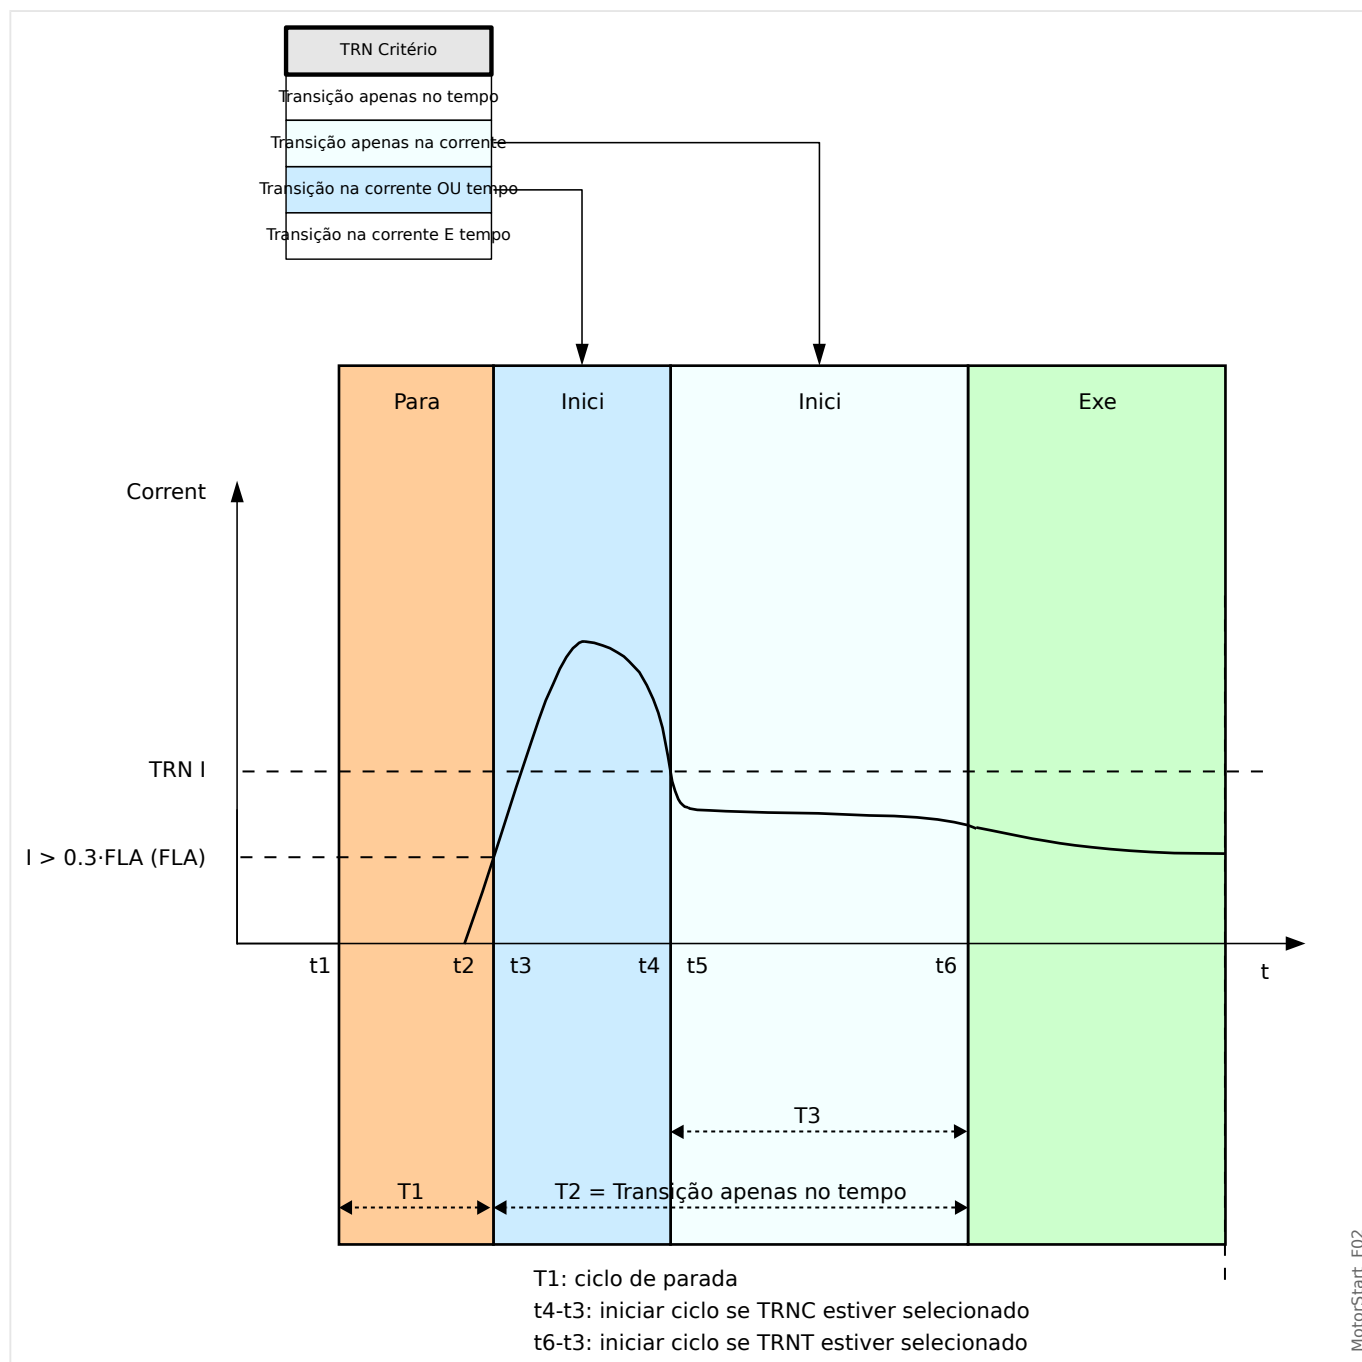 TRN Critério
Transição apenas no tempo
Transição apenas na corrente
Transição na corrente OU tempo
Transição na corrente E tempo
Para
Inici
Inici
Exe
Corrent
TRN I
I > 0.3·FLA (FLA)
t1
t2
t3
t4
t5
t6
t
T3
T1
T2 = Transição apenas no tempo
T1: ciclo de parada
t4-t3: iniciar ciclo se TRNC estiver selecionado
t6-t3: iniciar ciclo se TRNT estiver selecionado
MotorStart_E02